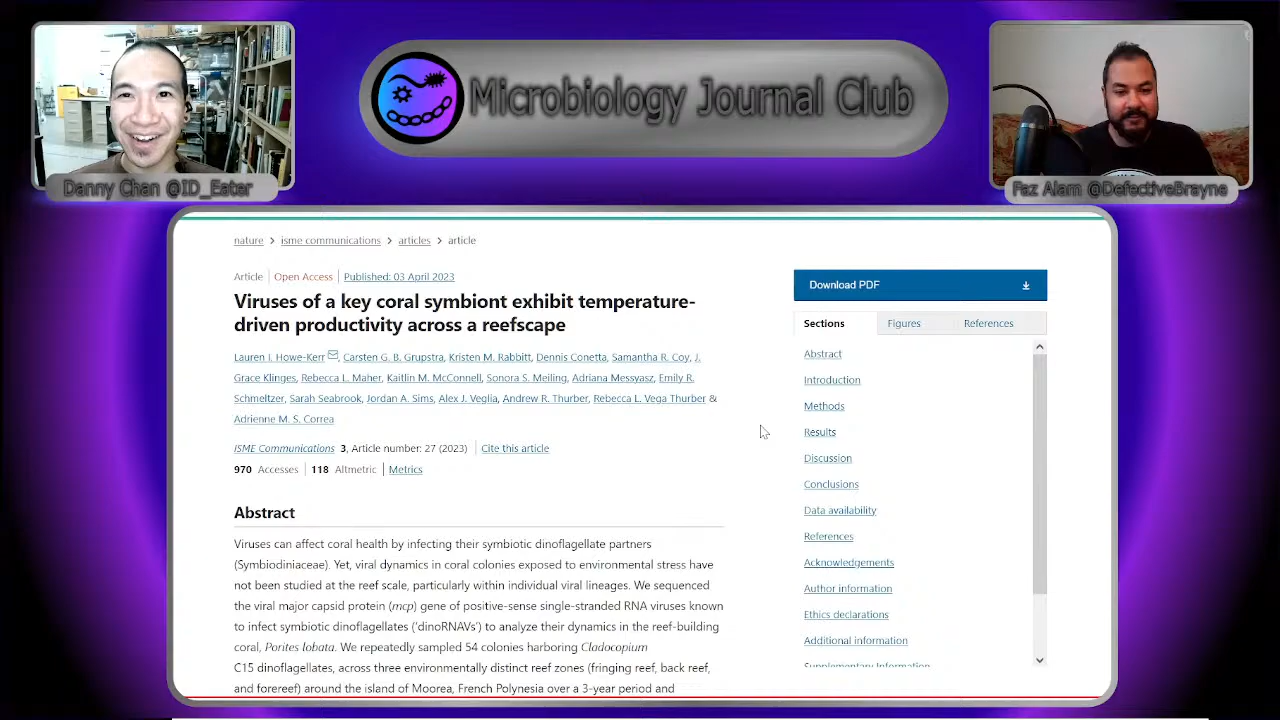 Microbiology Journal Club
Danny Chan @ID_Eater
Faz Alam @DefectiveBrayne
nature > isme communications > articles > article
Article | Open Access | Published: 03 April 2023
Viruses of a key coral symbiont exhibit temperature-
driven productivity across a reefscape
Lauren I. Howe-Kerr, Carsten G. B. Grupstra, Kristen M. Rabbitt, Dennis Conetta, Samantha R. Coy, J.
Grace Klinges, Rebecca L. Maher, Kaitlin M. McConnell, Sonora S. Meiling, Adriana Messyasz, Emily R.
Schmeltzer, Sarah Seabrook, Jordan A. Sims, Alex J. Veglia, Andrew R. Thurber, Rebecca L. Vega Thurber &
Adrienne M. S. Correa
ISME Communications 3, Article number: 27 (2023) | Cite this article
970 Accesses | 118 Altmetric | Metrics
Abstract
Viruses can affect coral health by infecting their symbiotic dinoflagellate partners
(Symbiodiniaceae). Yet, viral dynamics in coral colonies exposed to environmental stress have
not been studied at the reef scale, particularly within individual viral lineages. We sequenced
the viral major capsid protein (mcp) gene of positive-sense single-stranded RNA viruses known
to infect symbiotic dinoflagellates (‘dinoRNAVs’) to analyze their dynamics in the reef-building
coral, Porites lobata. We repeatedly sampled 54 colonies harboring Cladocopium
C15 dinoflagellates, across three environmentally distinct reef zones (fringing reef, back reef,
and forereef) around the island of Moorea, French Polynesia over a 3-year period and
Download PDF
Sections Figures References
Abstract
Introduction
Methods
Results
Discussion
Conclusions
Data availability
References
Acknowledgements
Author information
Ethics declarations
Additional information
Supplementary Information